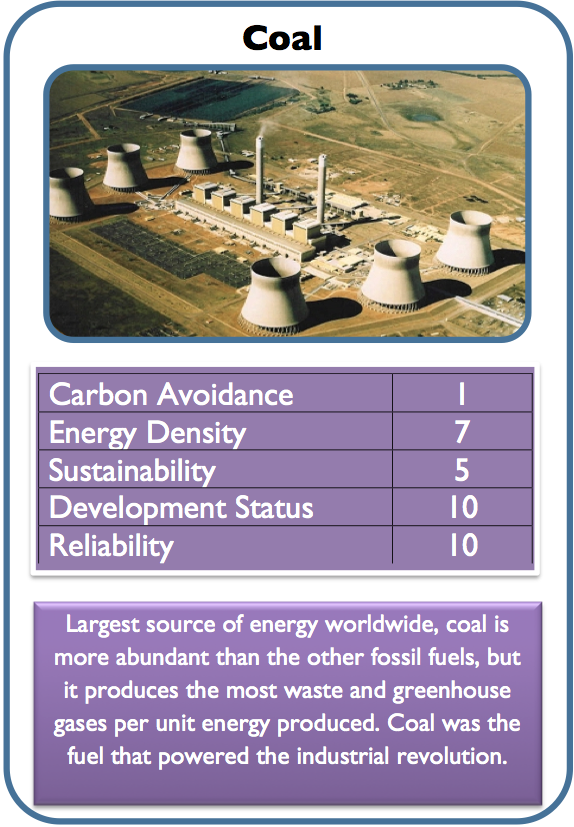 Coal
Carbon Avoidance 1
Energy Density 7
Sustainability 5
Development Status 10
Reliability 10
Largest source of energy worldwide, coal is
more abundant than the other fossil fuels, but
it produces the most waste and greenhouse
gases per unit energy produced. Coal was the
fuel that powered the industrial revolution.